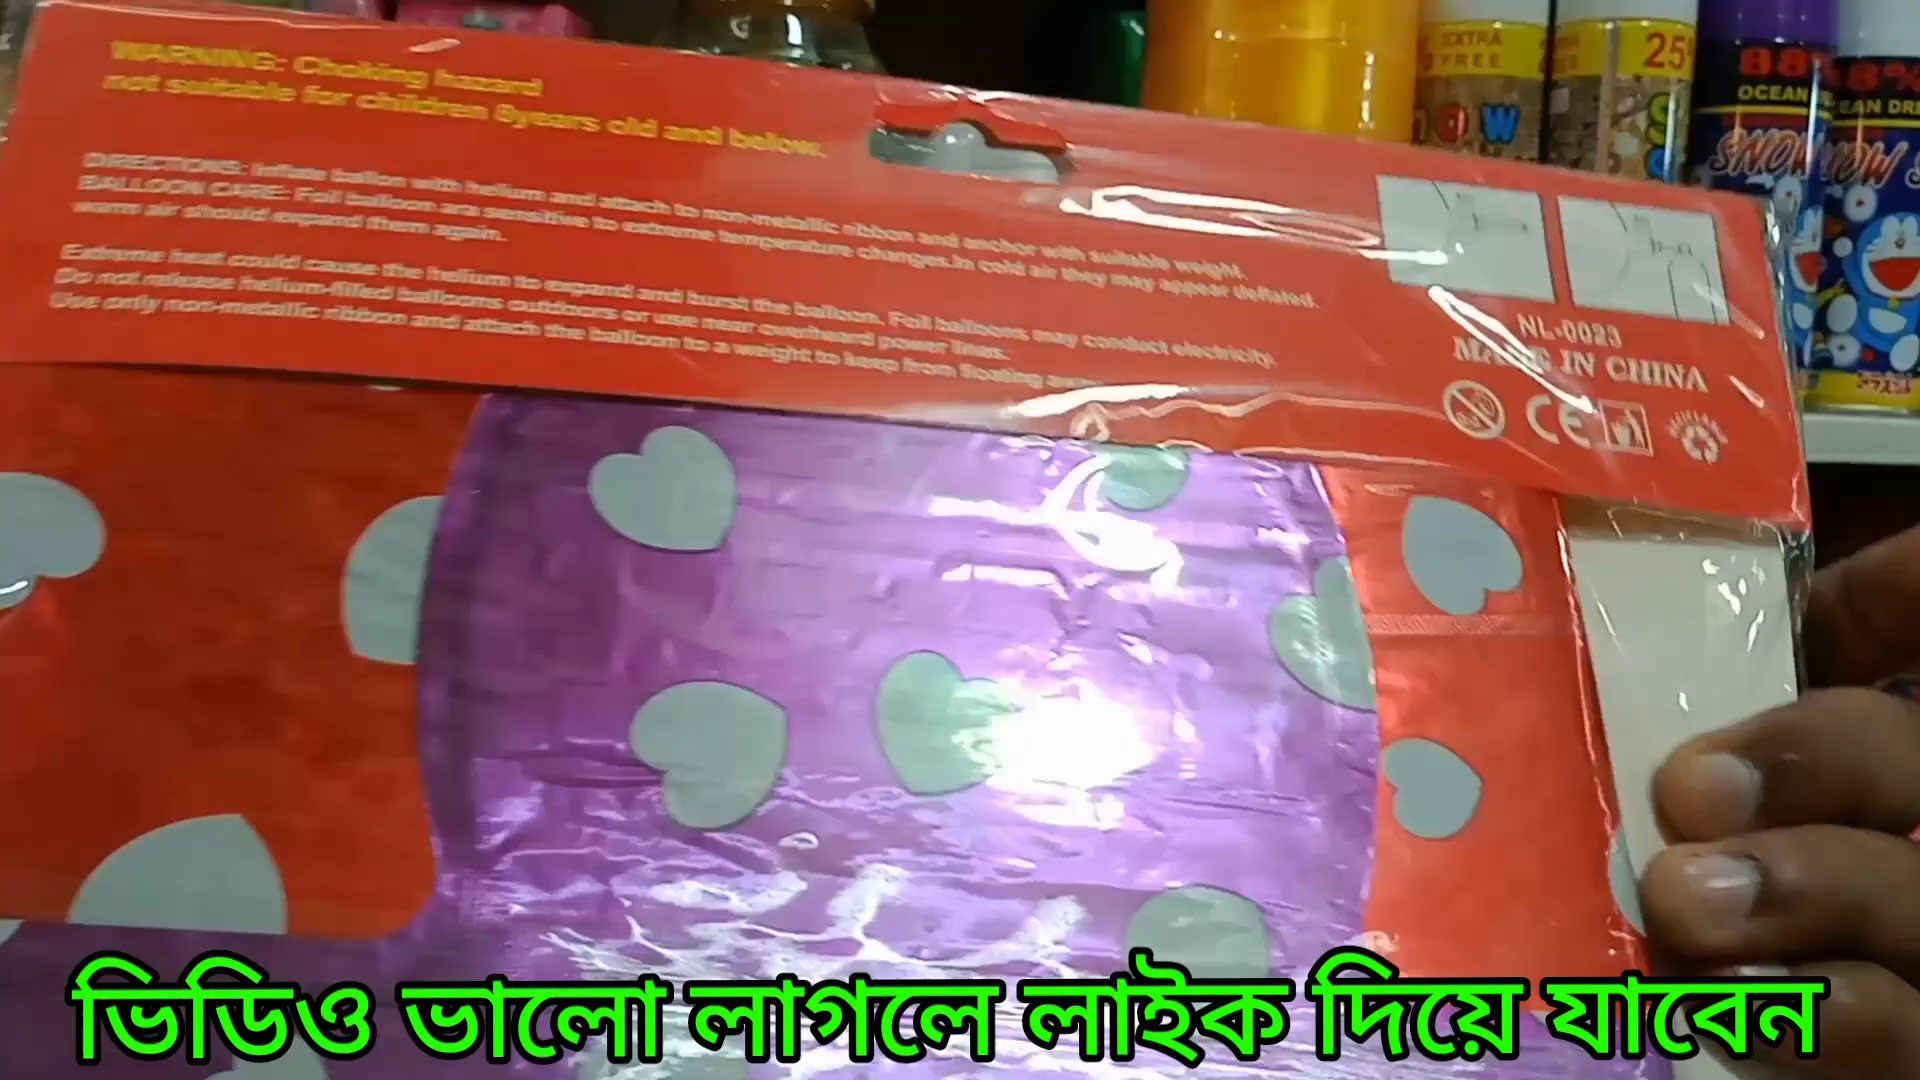 WARNING: Choking hazard
not suitable for children 8years old and below.
DIRECTIONS: Inflate ballon with helium and attach to non-metallic ribbon and anchor with suitable weight.
BALLOON CARE: Foil balloon are sensitive to extreme temperature changes.In cold air they may appear deflated.
warm air should expand them again.
Extreme heat could cause the helium to expand and burst the balloon. Foil balloons may conduct electricity.
Do not release helium-filled balloons outdoors or use near overhead power lines.
Use only non-metallic ribbon and attach the balloon to a weight to keep from floating
NL-0023
MADE IN CHINA
CE
EXTRA
FREE
25
88%
OCEAN
SNOW
8%
ভিডিও ভালো লাগলে লাইক দিয়ে যাবেন